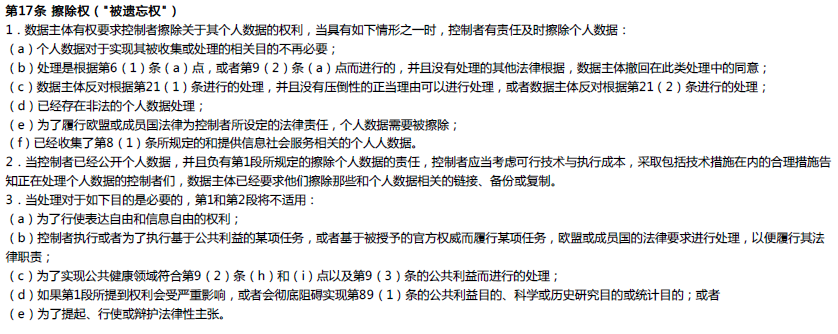 第17条 擦除权（"被遗忘权"）
1．数据主体有权要求控制者擦除关于其个人数据的权利，当具有如下情形之一时，控制者有责任及时擦除个人数据：
（a）个人数据对于实现其被收集或处理的相关目的不再必要；
（b）处理是根据第6（1）条（a）点，或者第9（2）条（a）点而进行的，并且没有处理的其他法律根据，数据主体撤回在此类处理中的同意；
（c）数据主体反对根据第21（1）条进行的处理，并且没有压倒性的正当理由可以进行处理，或者数据主体反对根据第21（2）条进行的处理；
（d）已经存在非法的个人数据处理；
（e）为了履行欧盟或成员国法律为控制者所设定的法律责任，个人数据需要被擦除；
（f）已经收集了第8（1）条所规定的和提供信息社会服务相关的个人人数据。
2．当控制者已经公开个人数据，并且负有第1段所规定的擦除个人数据的责任，控制者应当考虑可行技术与执行成本，采取包括技术措施在内的合理措施告
知正在处理个人数据的控制者们，数据主体已经要求他们擦除那些和个人数据相关的链接、备份或复制。
3．当处理对于如下目的是必要的，第1和第2段将不适用：
（a）为了行使表达自由和信息自由的权利；
（b）控制者执行或者为了执行基于公共利益的某项任务，或者基于被授予的官方权威而履行某项任务，欧盟或成员国的法律要求进行处理，以便履行其法
律职责；
（c）为了实现公共健康领域符合第9（2）条（h）和（i）点以及第9（3）条的公共利益而进行的处理；
（d）如果第1段所提到权利会受严重影响，或者会彻底阻碍实现第89（1）条的公共利益目的、科学或历史研究目的或统计目的；或者
（e）为了提起、行使或辩护法律性主张。